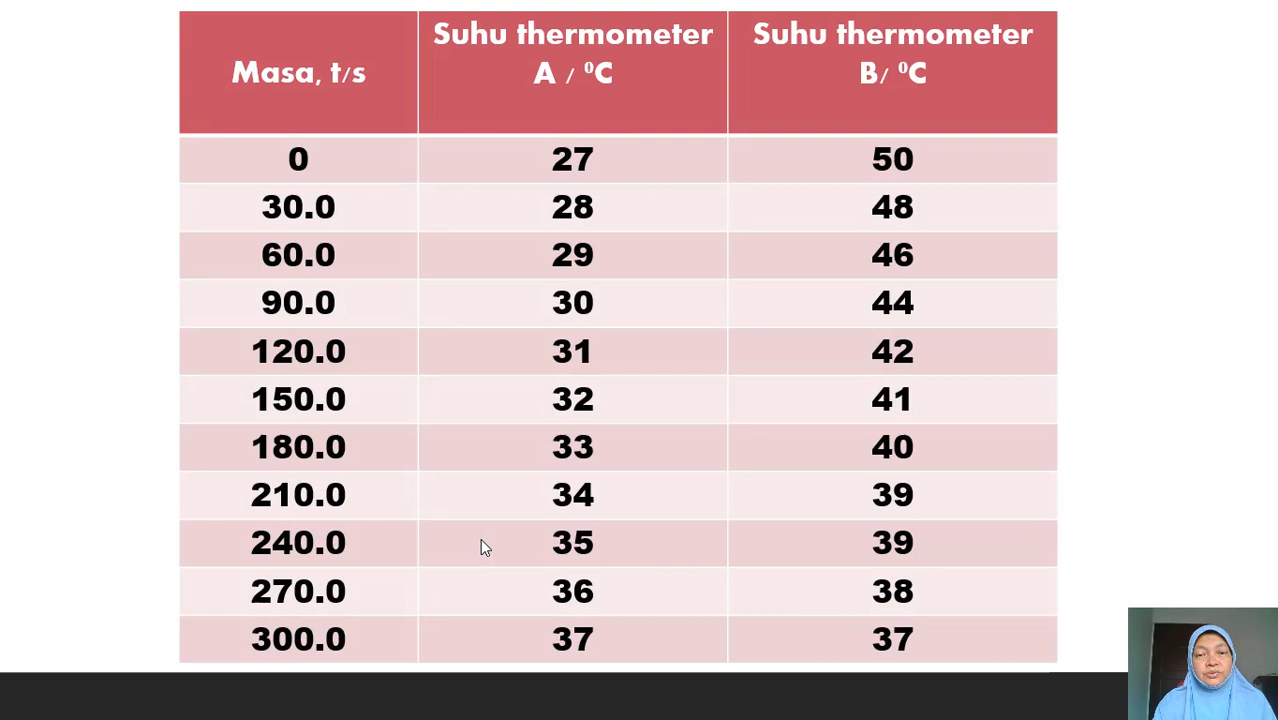 Masa, t/s
Suhu thermometer
A / ⁰C
Suhu thermometer
B/ ⁰C
0 27 50
30.0 28 48
60.0 29 46
90.0 30 44
120.0 31 42
150.0 32 41
180.0 33 40
210.0 34 39
240.0 35 39
270.0 36 38
300.0 37 37